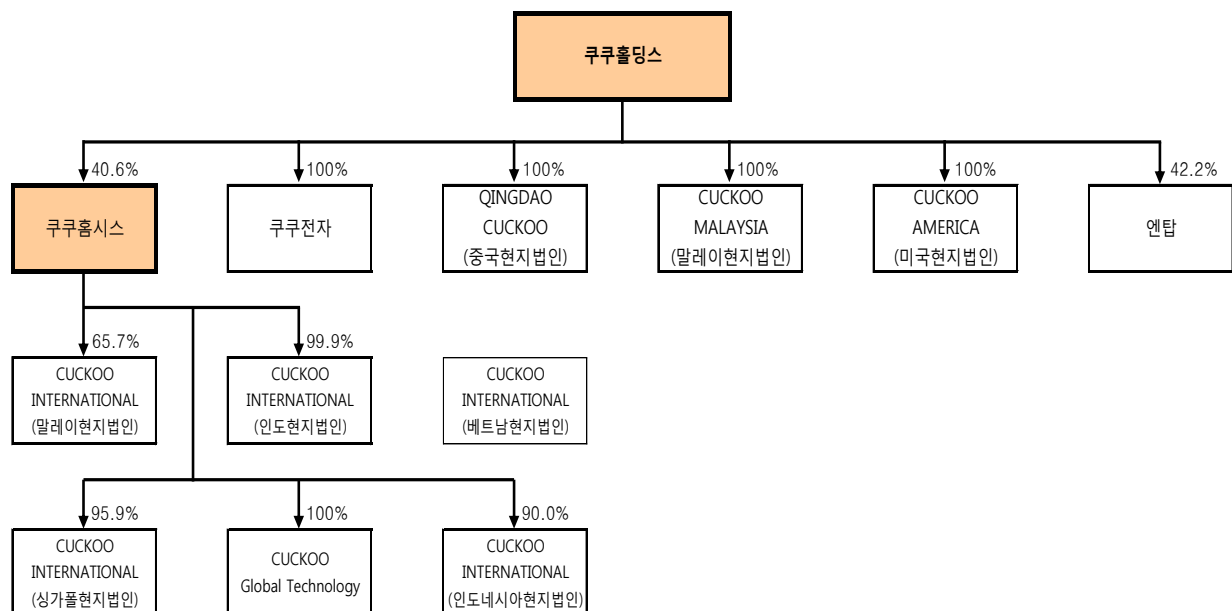 쿠쿠홀딩스
40.6%
100%
100%
100%
100%
42.2%
쿠쿠홈시스
쿠쿠전자
QINGDAO
CUCKOO
(중국현지법인)
CUCKOO
MALAYSIA
(말레이현지법인)
CUCKOO
AMERICA
(미국현지법인)
엔탑
65.7%
99.9%
CUCKOO
INTERNATIONAL
(말레이현지법인)
CUCKOO
INTERNATIONAL
(인도현지법인)
CUCKOO
INTERNATIONAL
(베트남현지법인)
95.9%
100%
90.0%
CUCKOO
INTERNATIONAL
(싱가폴현지법인)
CUCKOO
Global Technology
CUCKOO
INTERNATIONAL
(인도네시아현지법인)